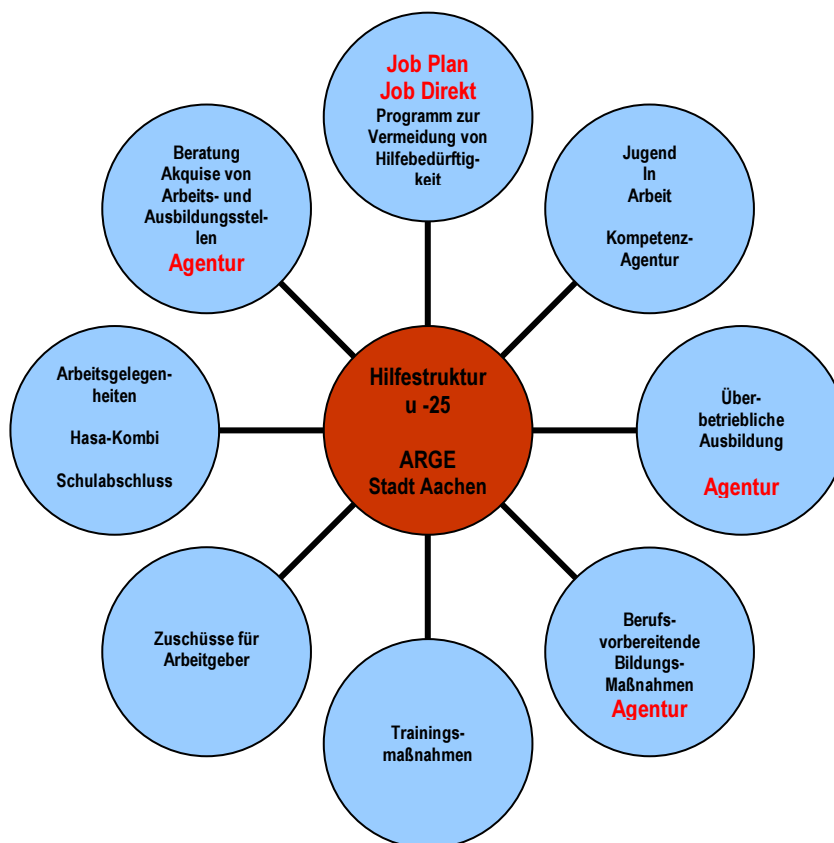 Job Plan
Job Direkt
Programm zur
Vermeidung von
Hilfebedürftig-
keit
Jugend
In
Arbeit
Kompetenz-
Agentur
Über-
betriebliche
Ausbildung
Agentur
Berufs-
vorbereitende
Bildungs-
Maßnahmen
Agentur
Trainings-
maßnahmen
Zuschüsse für
Arbeitgeber
Arbeitsgelegen-
heiten
Hasa-Kombi
Schulabschluss
Beratung
Akquise von
Arbeits- und
Ausbildungsstel-
len
Agentur
Hilfestruktur
u -25
ARGE
Stadt Aachen